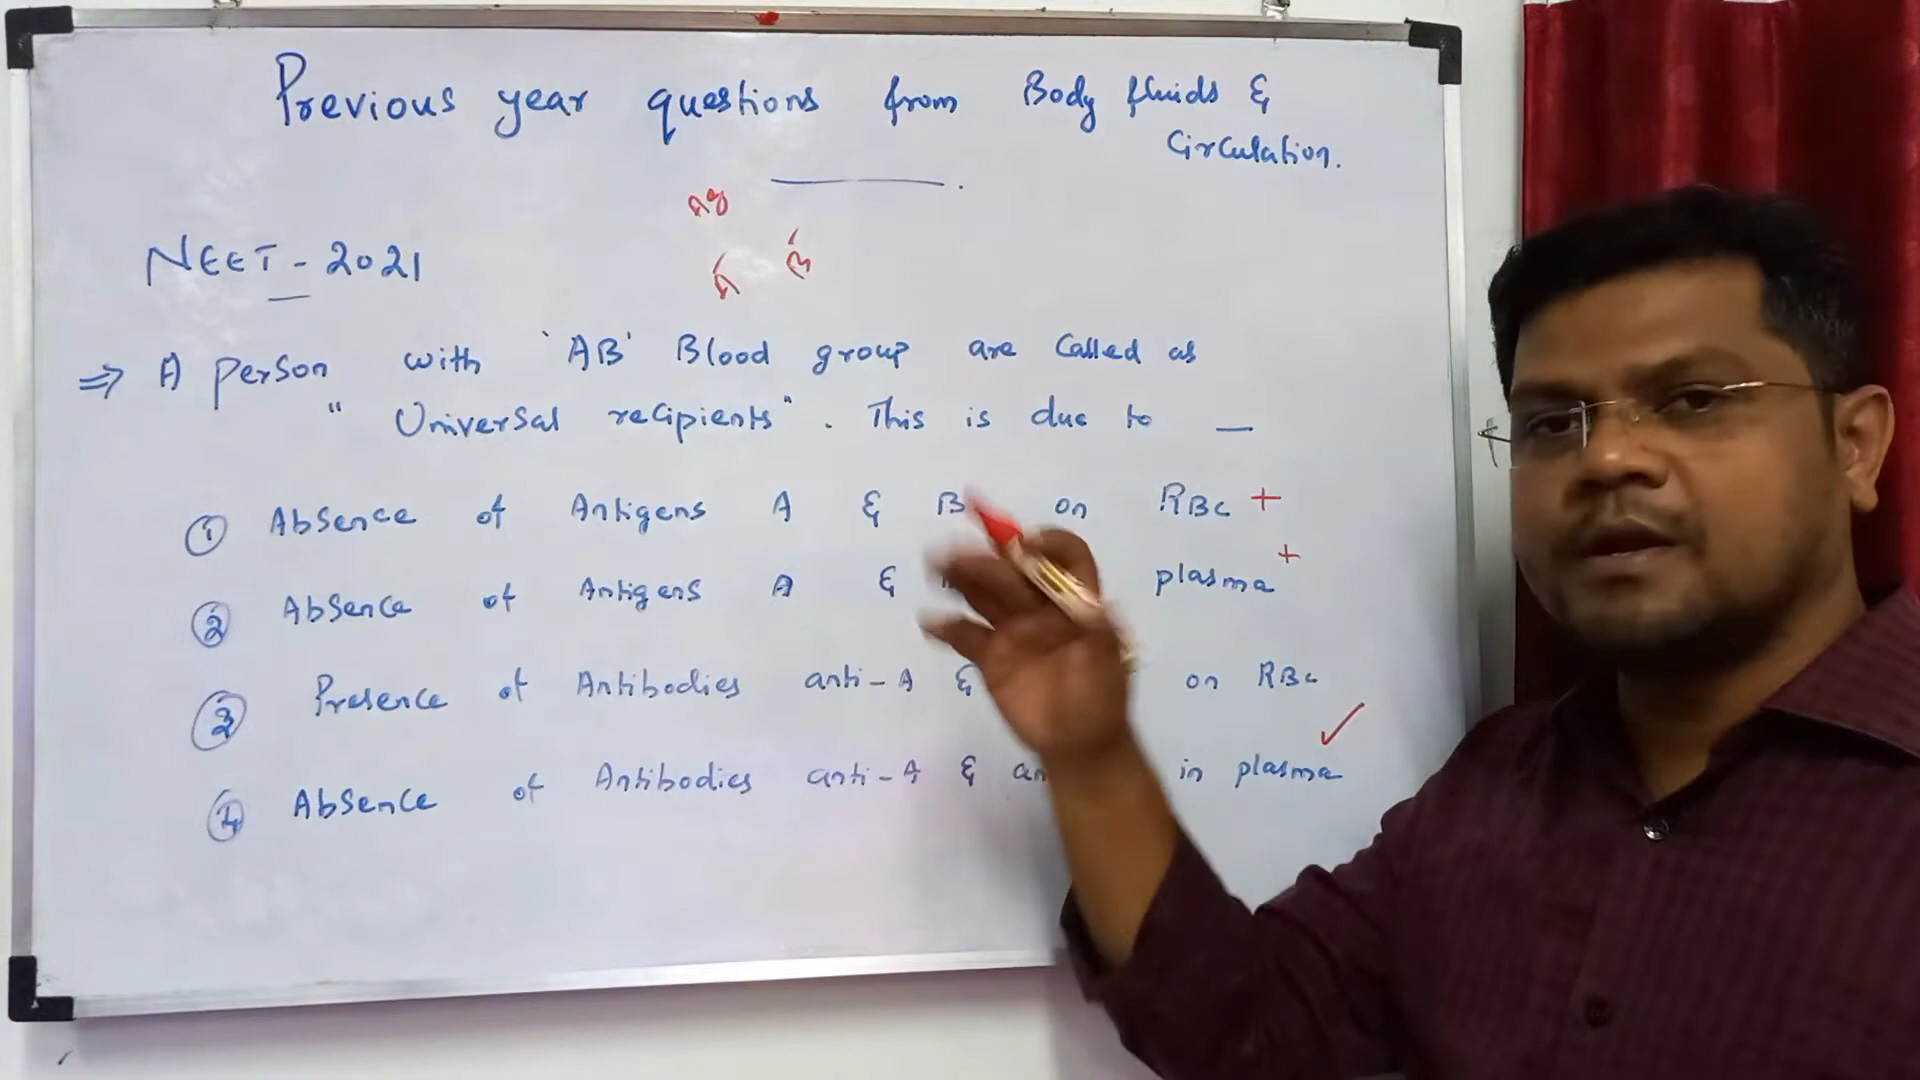 Previous year questions from Body fluids &
Circulation.
AB
A B
NEET - 2021
⇒ A person with 'AB' Blood group are called as
" Universal recipients". This is due to —
① Absence of Antigens A & B on RBC +
② Absence of Antigens A & plasma +
③ Presence of Antibodies anti-A & on RBC
④ Absence of Antibodies anti-A & in plasma ✓